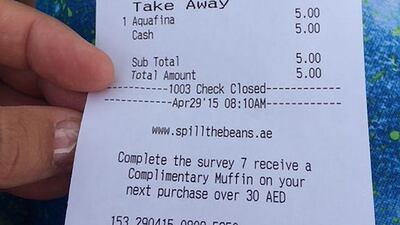 Take Away
1 Aquafina 5.00
Cash 5.00
Sub Total 5.00
Total Amount 5.00
----------1003 Check Closed----------
----------Apr29'15 08:10AM----------
www.spillthebeans.ae
Complete the survey 7 receive a
Complimentary Muffin on your
next purchase over 30 AED
153 290415